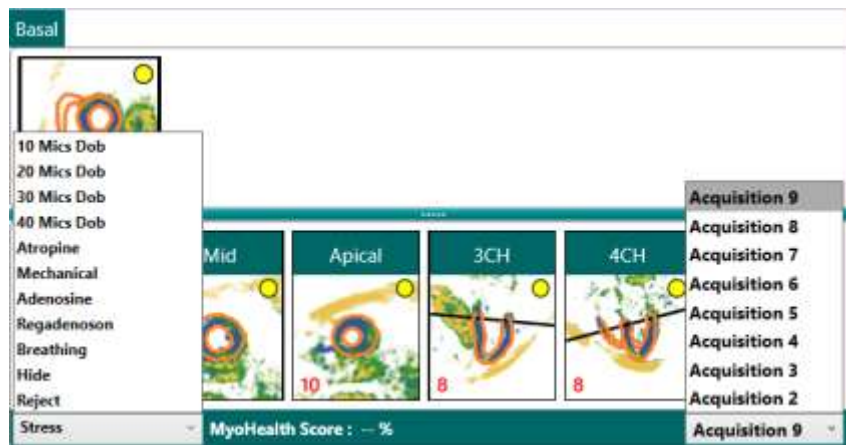 Basal
10 Mics Dob
20 Mics Dob
30 Mics Dob
40 Mics Dob
Atropine
Mechanical
Adenosine
Regadenoson
Breathing
Hide
Reject
Stress
Mid
Apical
3CH
4CH
10
8
8
MyoHealth Score : -- %
Acquisition 9
Acquisition 8
Acquisition 7
Acquisition 6
Acquisition 5
Acquisition 4
Acquisition 3
Acquisition 2
Acquisition 9